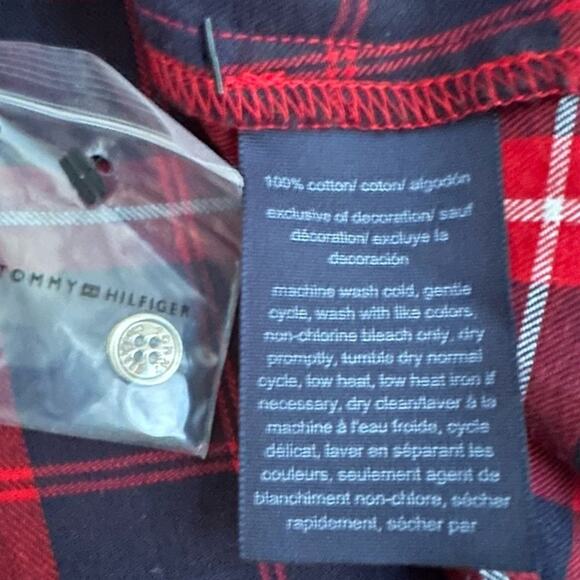 TOMMY HILFIGER
100% cotton/ coton/ algodón
exclusive of decoration/ sauf
décoration/ excluye la
decoración
machine wash cold, gentle
cycle, wash with like colors,
non-chlorine bleach only, dry
promptly, tumble dry normal
cycle, low heat, low heat iron if
necessary, dry clean/laver à la
machine à l'eau froide, cycle
délicat, laver en séparant les
couleurs, seulement agent de
blanchiment non-chlore, sécher
rapidement, sécher par